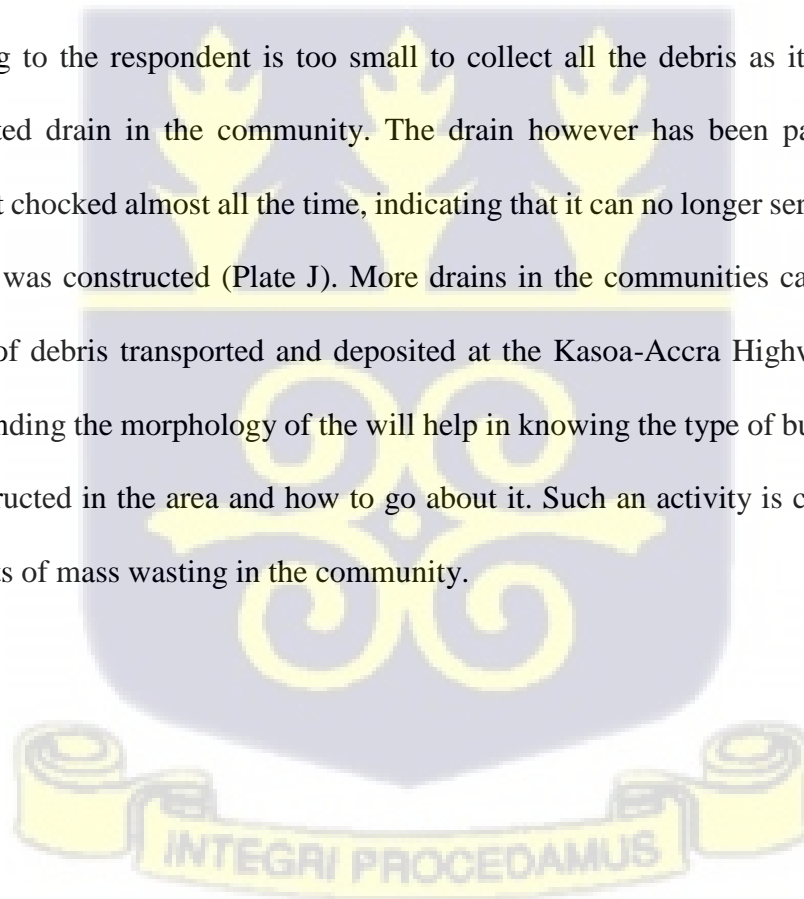 g to the respondent is too small to collect all the debris as it
ted drain in the community. The drain however has been pa
t chocked almost all the time, indicating that it can no longer ser
was constructed (Plate J). More drains in the communities ca
of debris transported and deposited at the Kasoa-Accra Highw
nding the morphology of the will help in knowing the type of bu
ructed in the area and how to go about it. Such an activity is c
ts of mass wasting in the community.
INTEGRI PROCEDAMUS